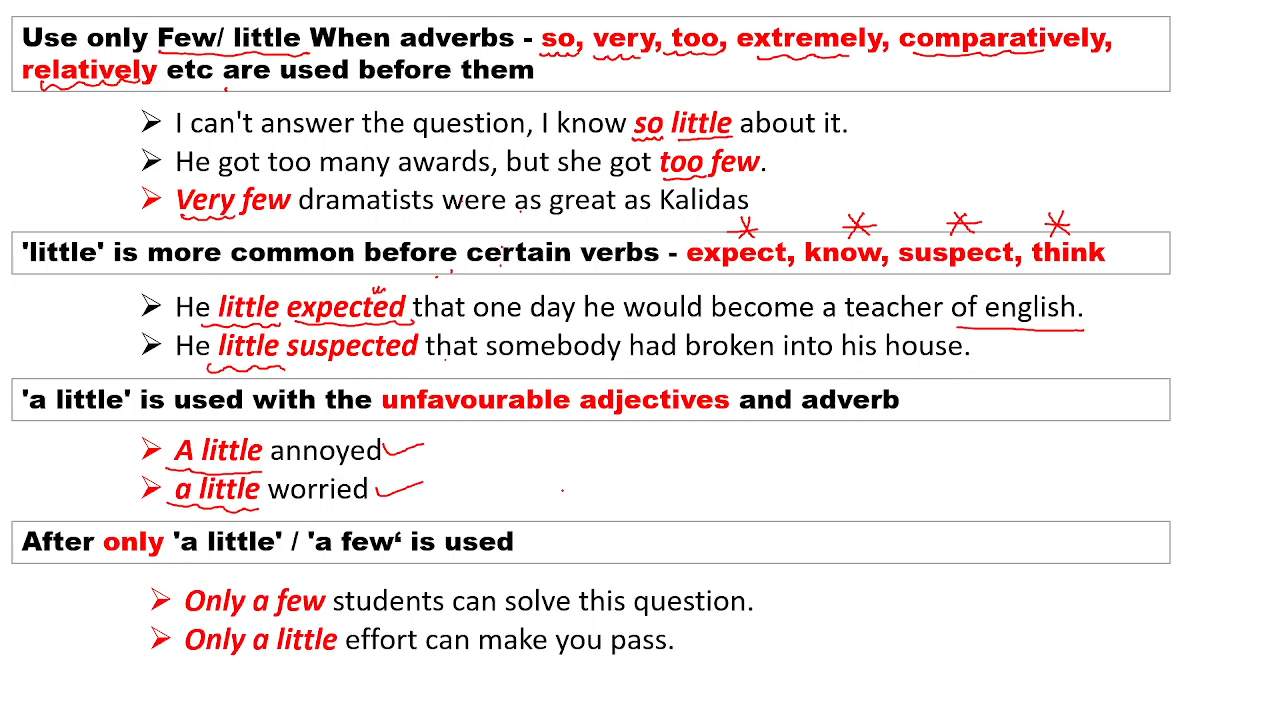 Use only Few/ little When adverbs - so, very, too, extremely, comparatively,
relatively etc are used before them
➢ I can't answer the question, I know so little about it.
➢ He got too many awards, but she got too few.
➢ Very few dramatists were as great as Kalidas
'little' is more common before certain verbs - expect, know, suspect, think
➢ He little expected that one day he would become a teacher of english.
➢ He little suspected that somebody had broken into his house.
'a little' is used with the unfavourable adjectives and adverb
➢ A little annoyed
➢ a little worried
After only 'a little' / 'a few‘ is used
➢ Only a few students can solve this question.
➢ Only a little effort can make you pass.